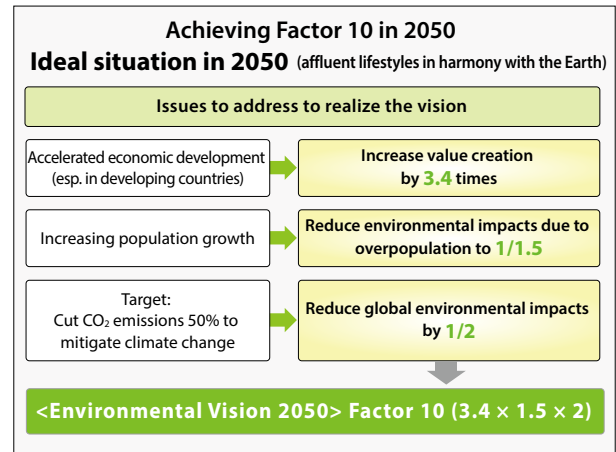 Achieving Factor 10 in 2050
Ideal situation in 2050 (affluent lifestyles in harmony with the Earth)
Issues to address to realize the vision
Accelerated economic development
(esp. in developing countries)
Increase value creation
by 3.4 times
Increasing population growth
Reduce environmental impacts due to
overpopulation to 1/1.5
Target:
Cut CO₂ emissions 50% to
mitigate climate change
Reduce global environmental impacts
by 1/2
<Environmental Vision 2050> Factor 10 (3.4 × 1.5 × 2)